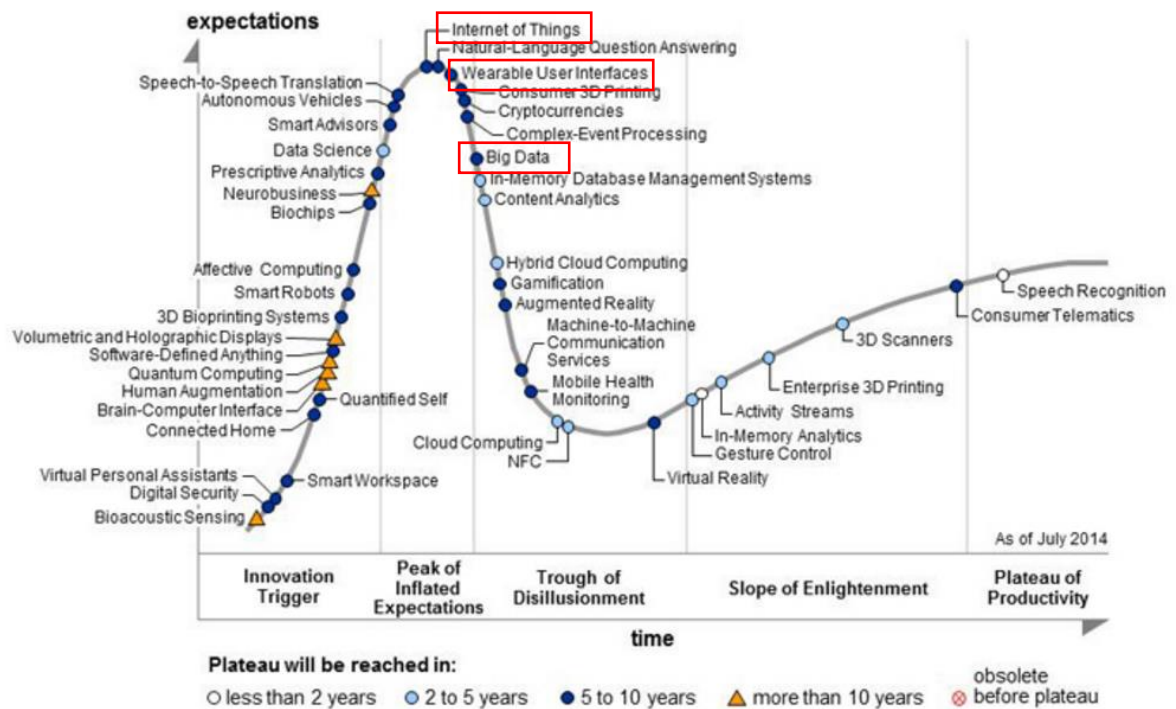 expectations
Internet of Things
Natural-Language Question Answering
Wearable User Interfaces
Consumer 3D Printing
Cryptocurrencies
Complex-Event Processing
Big Data
In-Memory Database Management Systems
Content Analytics
Speech-to-Speech Translation
Autonomous Vehicles
Smart Advisors
Data Science
Prescriptive Analytics
Neurobusiness
Biochips
Affective Computing
Smart Robots
3D Bioprinting Systems
Volumetric and Holographic Displays
Software-Defined Anything
Quantum Computing
Human Augmentation
Brain-Computer Interface
Connected Home
Quantified Self
Virtual Personal Assistants
Digital Security
Bioacoustic Sensing
Smart Workspace
Hybrid Cloud Computing
Gamification
Augmented Reality
Machine-to-Machine
Communication
Services
Mobile Health
Monitoring
Cloud Computing
NFC
Virtual Reality
Gesture Control
In-Memory Analytics
Activity Streams
Enterprise 3D Printing
3D Scanners
Consumer Telematics
Speech Recognition
As of July 2014
Innovation
Trigger
Peak of
Inflated
Expectations
Trough of
Disillusionment
Slope of Enlightenment
Plateau of
Productivity
time
Plateau will be reached in:
less than 2 years
2 to 5 years
5 to 10 years
more than 10 years
obsolete
before plateau